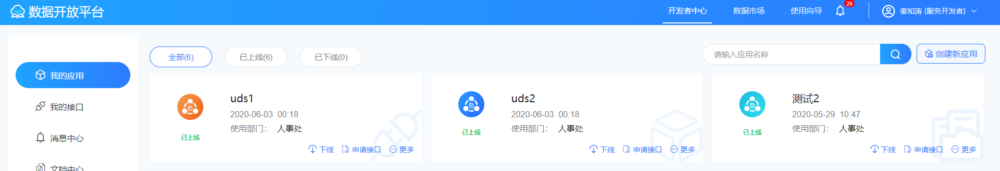 数据开放平台
开发者中心 数据市场 使用向导 24 秦知涛 (服务开发者)
全部(6) 已上线(6) 已下线(0) 请输入应用名称 创建新应用
我的应用
我的接口
消息中心
文档中心
uds1
2020-06-03 00:18
使用部门： 人事处
已上线
下线 申请接口 更多
uds2
2020-06-03 00:18
使用部门： 人事处
已上线
下线 申请接口 更多
测试2
2020-05-29 10:47
使用部门： 人事处
已上线
下线 申请接口 更多